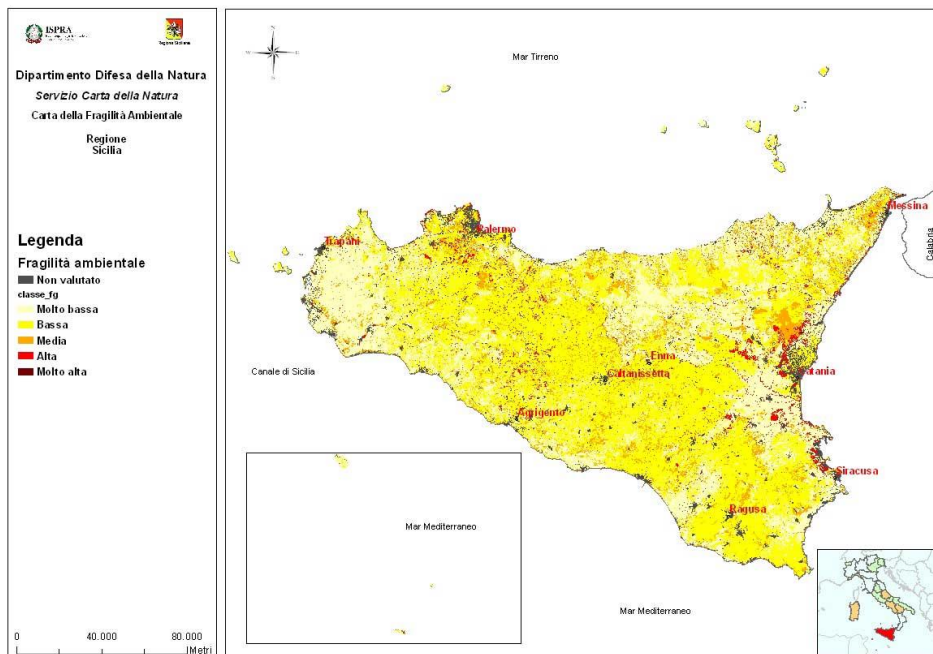 ISPRA
Regione Siciliana
Dipartimento Difesa della Natura
Servizio Carta della Natura
Carta della Fragilità Ambientale
Regione
Sicilia
Legenda
Fragilità ambientale
Non valutato
classe_fg
Molto bassa
Bassa
Media
Alta
Molto alta
0 40.000 80.000
Metri
Mar Tirreno
Messina
Palermo
Trapani
Calabria
Enna
Canale di Sicilia
Caltanissetta
Catania
Agrigento
Siracusa
Ragusa
Mar Mediterraneo
Mar Mediterraneo